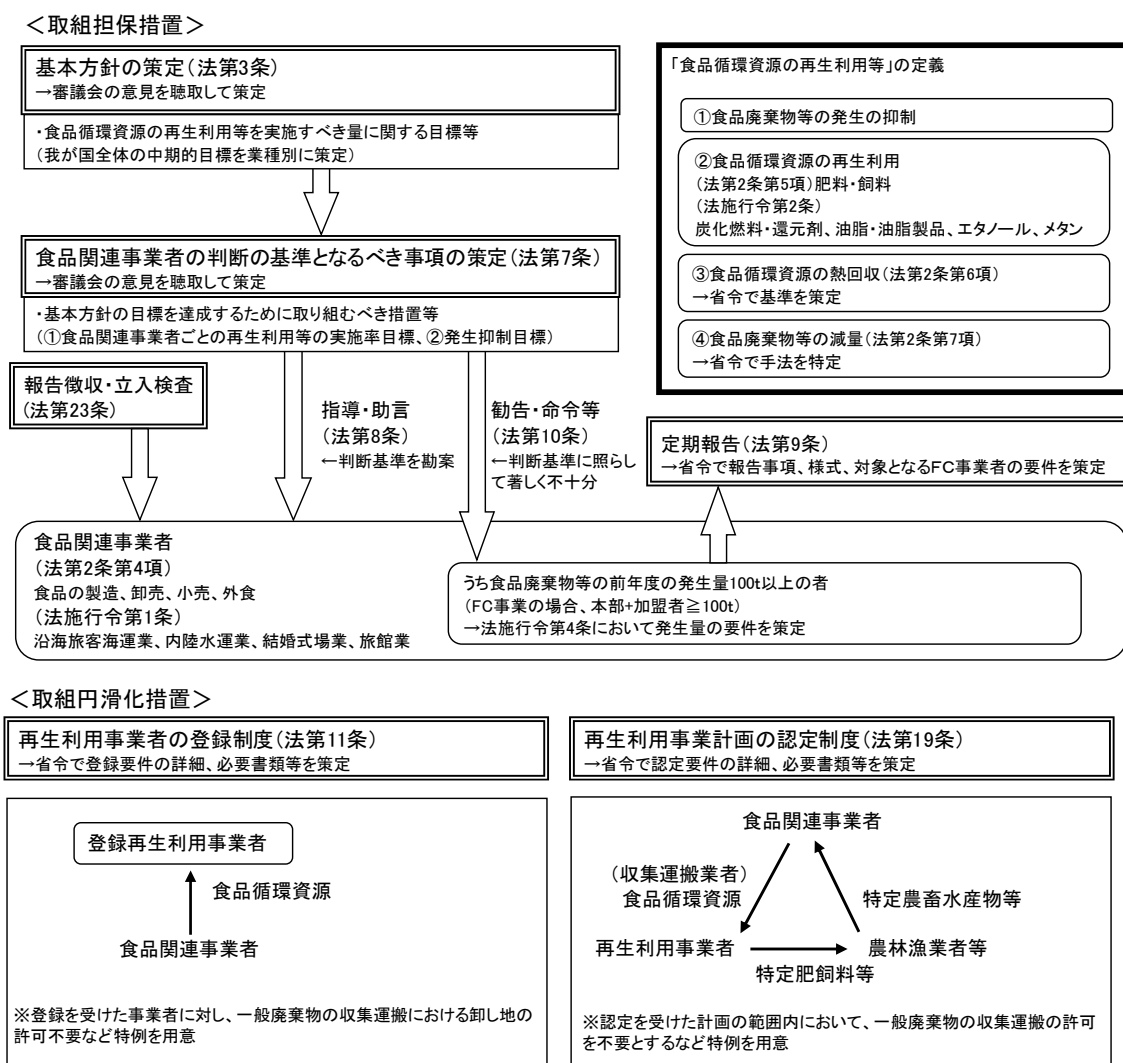 ＜取組担保措置＞
基本方針の策定（法第3条）
→審議会の意見を聴取して策定
・食品循環資源の再生利用等を実施すべき量に関する目標等
（我が国全体の中期的目標を業種別に策定）
食品関連事業者の判断の基準となるべき事項の策定（法第7条）
→審議会の意見を聴取して策定
・基本方針の目標を達成するために取り組むべき措置等
（①食品関連事業者ごとの再生利用等の実施率目標、②発生抑制目標）
「食品循環資源の再生利用等」の定義
①食品廃棄物等の発生の抑制
②食品循環資源の再生利用
（法第2条第5項）肥料・飼料
（法施行令第2条）
炭化燃料・還元剤、油脂・油脂製品、エタノール、メタン
③食品循環資源の熱回収（法第2条第6項）
→省令で基準を策定
④食品廃棄物等の減量（法第2条第7項）
→省令で手法を特定
報告徴収・立入検査
（法第23条）
指導・助言
（法第8条）
←判断基準を勘案
勧告・命令等
（法第10条）
←判断基準に照らし
て著しく不十分
定期報告（法第9条）
→省令で報告事項、様式、対象となるFC事業者の要件を策定
食品関連事業者
（法第2条第4項）
食品の製造、卸売、小売、外食
（法施行令第1条）
沿海旅客海運業、内陸水運業、結婚式場業、旅館業
うち食品廃棄物等の前年度の発生量100t以上の者
（FC事業の場合、本部+加盟者≧100t）
→法施行令第4条において発生量の要件を策定
＜取組円滑化措置＞
再生利用事業者の登録制度（法第11条）
→省令で登録要件の詳細、必要書類等を策定
登録再生利用事業者
食品循環資源
食品関連事業者
※登録を受けた事業者に対し、一般廃棄物の収集運搬における卸し地の
許可不要など特例を用意
再生利用事業計画の認定制度（法第19条）
→省令で認定要件の詳細、必要書類等を策定
食品関連事業者
（収集運搬業者）
食品循環資源
特定農畜水産物等
再生利用事業者
農林漁業者等
特定肥飼料等
※認定を受けた計画の範囲内において、一般廃棄物の収集運搬の許可
を不要とするなど特例を用意